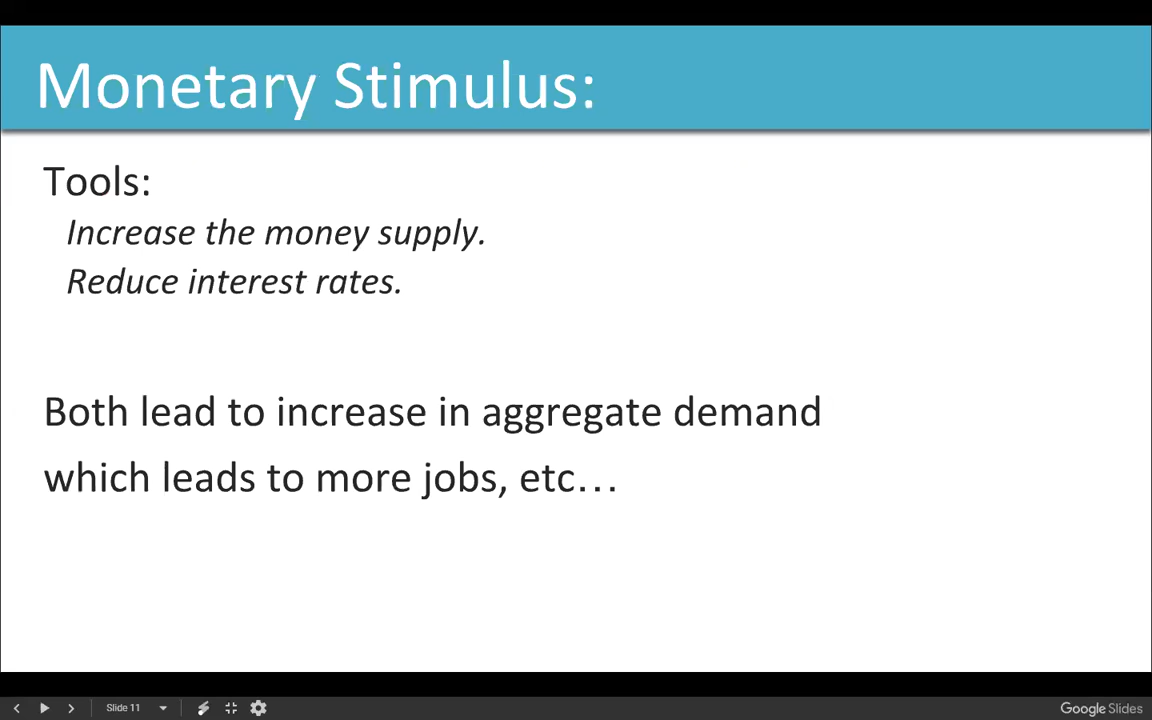 Monetary Stimulus:
Tools:
Increase the money supply.
Reduce interest rates.
Both lead to increase in aggregate demand
which leads to more jobs, etc…
Slide 11
Google Slides